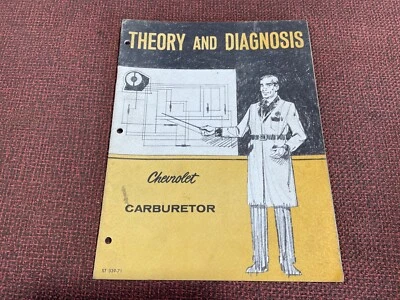 THEORY AND DIAGNOSIS
Chevrolet
CARBURETOR